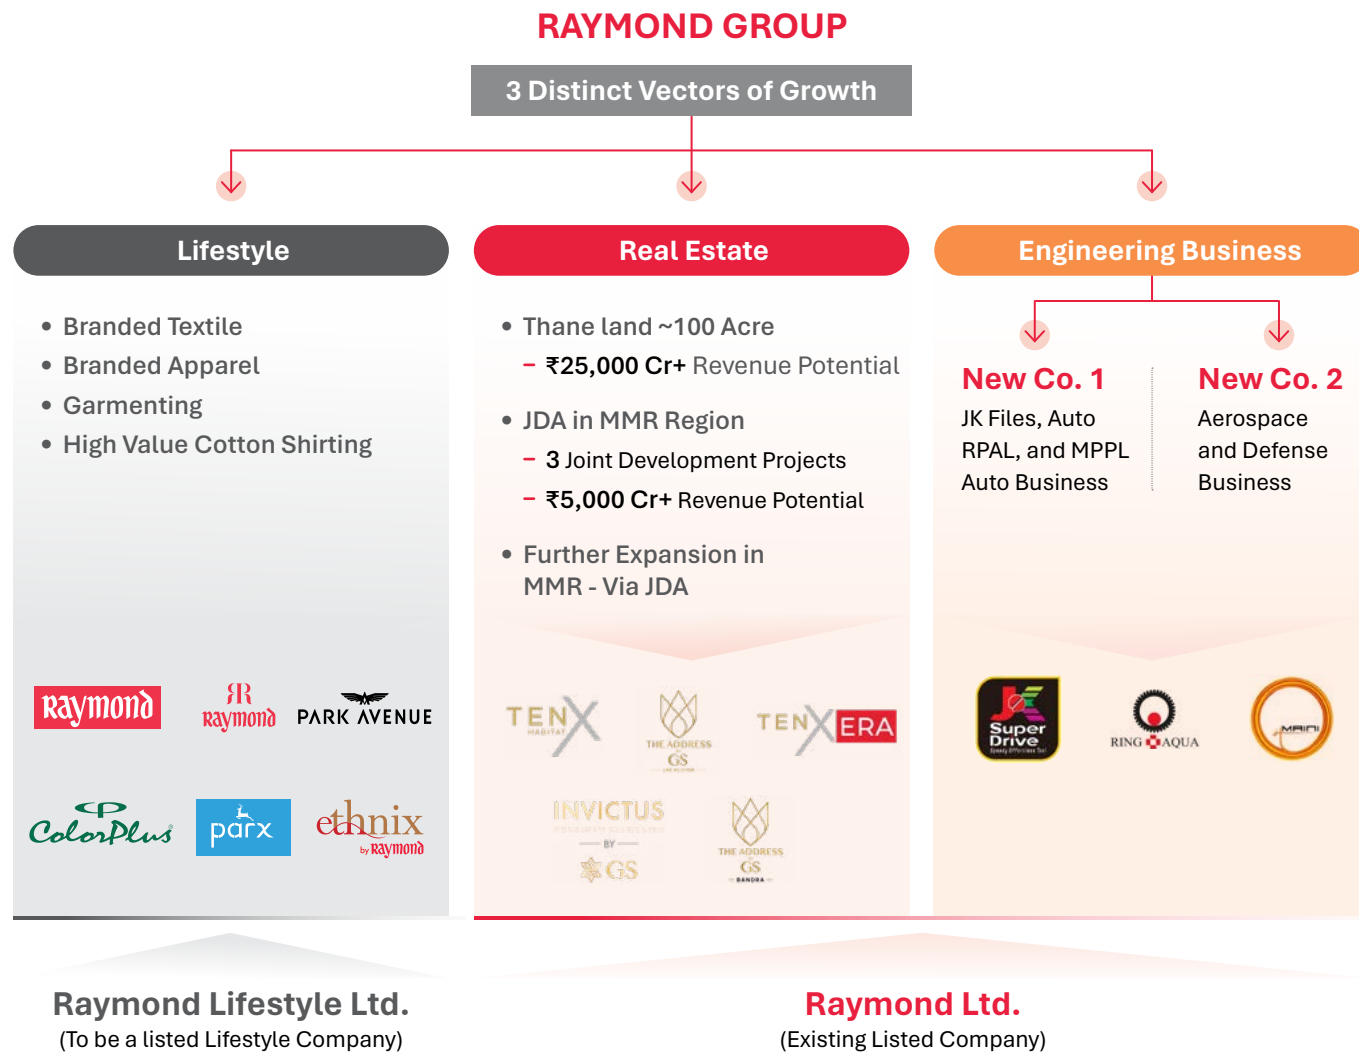 RAYMOND GROUP
3 Distinct Vectors of Growth
Lifestyle
• Branded Textile
• Branded Apparel
• Garmenting
• High Value Cotton Shirting
Raymond
Raymond
PARK AVENUE
ColorPlus
parx
ethnix
by Raymond
Real Estate
• Thane land ~100 Acre
– ₹25,000 Cr+ Revenue Potential
• JDA in MMR Region
– 3 Joint Development Projects
– ₹5,000 Cr+ Revenue Potential
• Further Expansion in
MMR - Via JDA
TEN X
HABITAT
THE ADDRESS
GS
TEN X ERA
INVICTUS
BY
GS
THE ADDRESS
GS
BANDRA
Engineering Business
New Co. 1
JK Files, Auto
RPAL, and MPPL
Auto Business
New Co. 2
Aerospace
and Defense
Business
JK
Super
Drive
RING AQUA
MAINI
Raymond Lifestyle Ltd.
(To be a listed Lifestyle Company)
Raymond Ltd.
(Existing Listed Company)